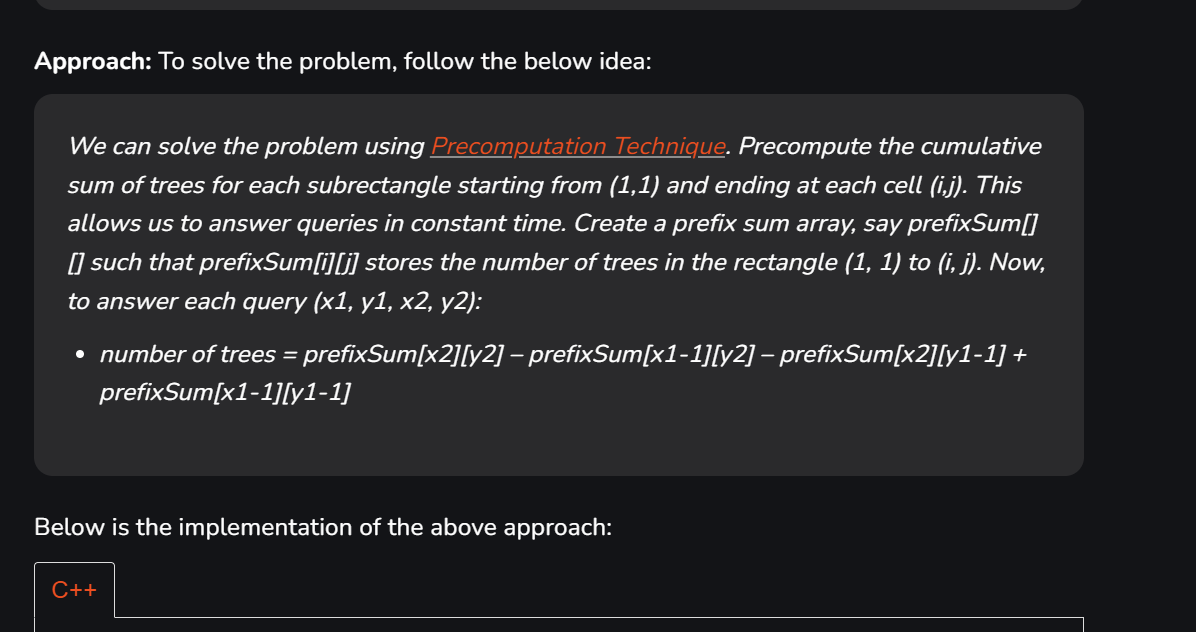 Approach: To solve the problem, follow the below idea:
We can solve the problem using Precomputation Technique. Precompute the cumulative
sum of trees for each subrectangle starting from (1,1) and ending at each cell (i,j). This
allows us to answer queries in constant time. Create a prefix sum array, say prefixSum[]
[] such that prefixSum[i][j] stores the number of trees in the rectangle (1, 1) to (i, j). Now,
to answer each query (x1, y1, x2, y2):
• number of trees = prefixSum[x2][y2] – prefixSum[x1-1][y2] – prefixSum[x2][y1-1] +
prefixSum[x1-1][y1-1]
Below is the implementation of the above approach:
C++